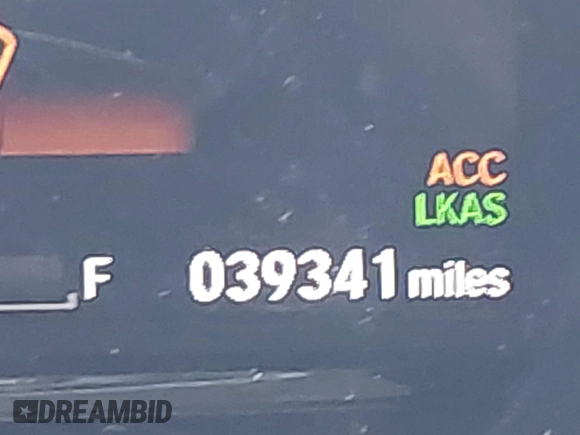 ACC
LKAS
F 039341 miles
DREAMBID